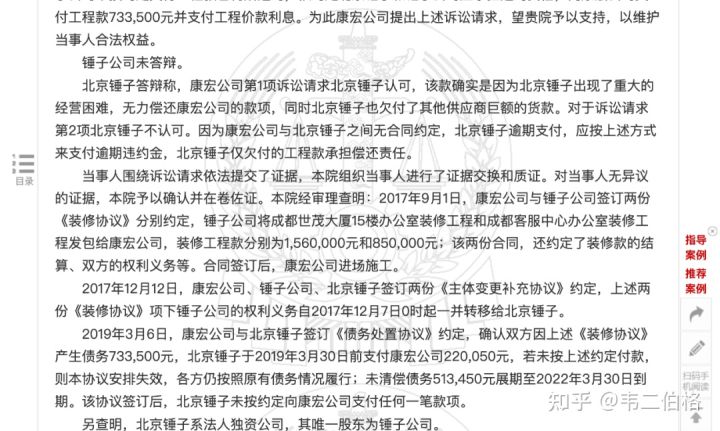 付工程款733,500元并支付工程价款利息。为此康宏公司提出上述诉讼请求，望贵院予以支持，以维护
当事人合法权益。
锤子公司未答辩。
北京锤子答辩称，康宏公司第1项诉讼请求北京锤子认可，该款确实是因为北京锤子出现了重大的
经营困难，无力偿还康宏公司的款项，同时北京锤子也欠付了其他供应商巨额的货款。对于诉讼请求
第2项北京锤子不认可。因为康宏公司与北京锤子之间无合同约定，北京锤子逾期支付，应按上述方式
来支付逾期违约金，北京锤子仅欠付的工程款承担偿还责任。
当事人围绕诉讼请求依法提交了证据，本院组织当事人进行了证据交换和质证。对当事人无异议
的证据，本院予以确认并在卷佐证。本院经审理查明：2017年9月1日，康宏公司与锤子公司签订两份
《装修协议》分别约定，锤子公司将成都世茂大厦15楼办公室装修工程和成都客服中心办公室装修工
程发包给康宏公司，装修工程款分别为1,560,000元和850,000元；该两份合同，还约定了装修款的结
算、双方的权利义务等。合同签订后，康宏公司进场施工。
2017年12月12日，康宏公司、锤子公司、北京锤子签订两份《主体变更补充协议》约定，上述两
份《装修协议》项下锤子公司的权利义务自2017年12月7日0时起一并转移给北京锤子。
2019年3月6日，康宏公司与北京锤子签订《债务处置协议》约定，确认双方因上述《装修协议》
产生债务733,500元，北京锤子于2019年3月30日前支付康宏公司220,050元，若未按上述约定付款，
则本协议安排失效，各方仍按照原有债务情况履行；未清偿债务513,450元展期至2022年3月30日到
期。该协议签订后，北京锤子未按约定向康宏公司支付任何一笔款项。
另查明，北京锤子系法人独资公司，其唯一股东为锤子公司。
目录
指导
案例
推荐
案例
扫码手
机阅读
知乎 @韦二伯格